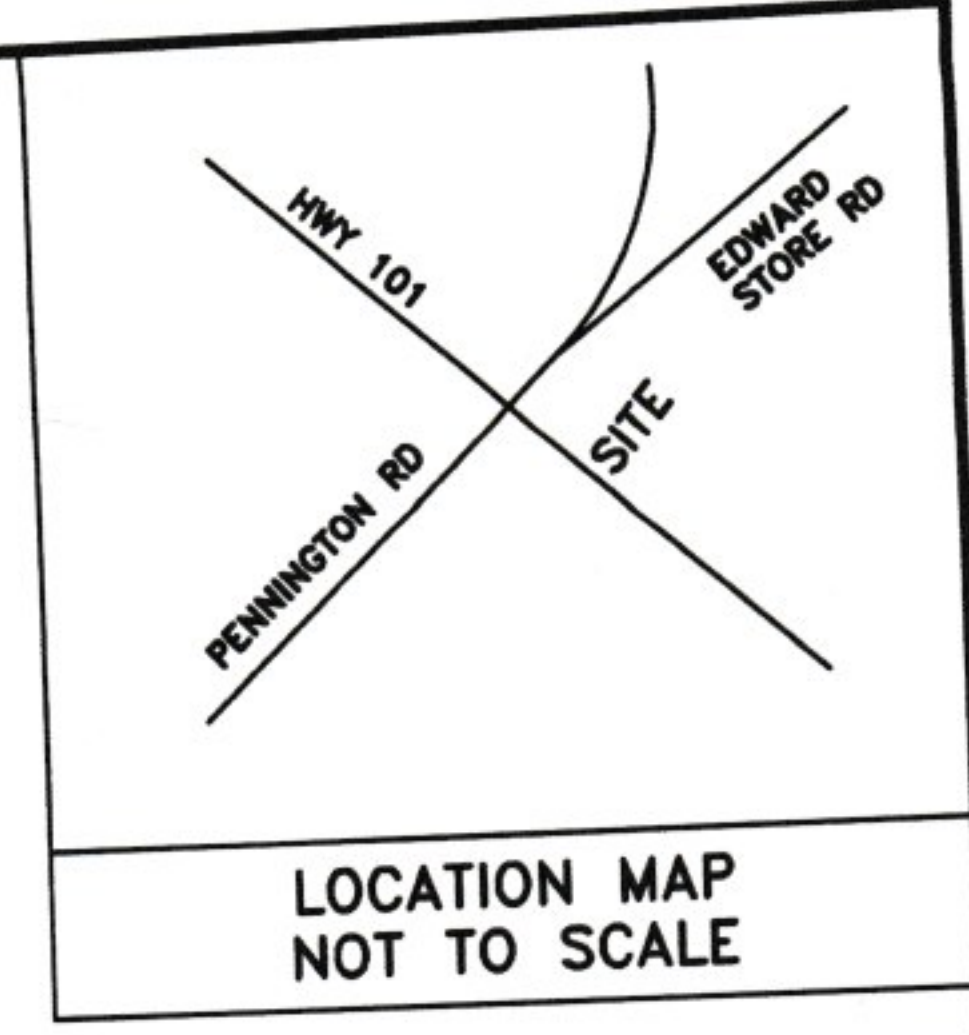 HWY 101
EDWARD
STORE RD
SITE
PENNINGTON RD
LOCATION MAP
NOT TO SCALE